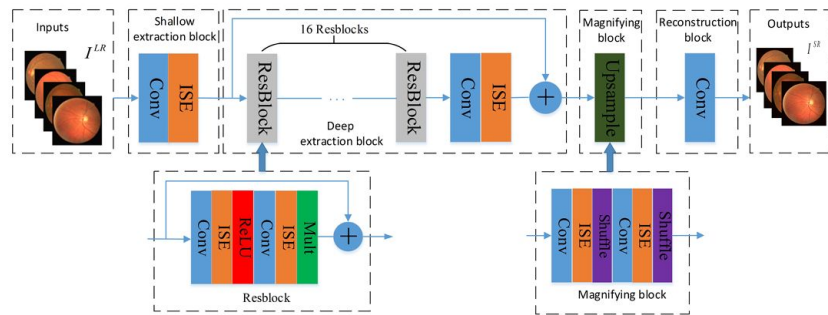 Inputs
I^LR
Shallow
extraction block
Conv
ISE
16 Resblocks
ResBlock
...
ResBlock
Deep
extraction block
Conv
ISE
+
Magnifying
block
Upsample
Reconstruction
block
Conv
Outputs
I^SR
Conv
ISE
ReLU
Conv
ISE
Mult
+
Resblock
Conv
ISE
Shuffle
Conv
ISE
Shuffle
Magnifying block